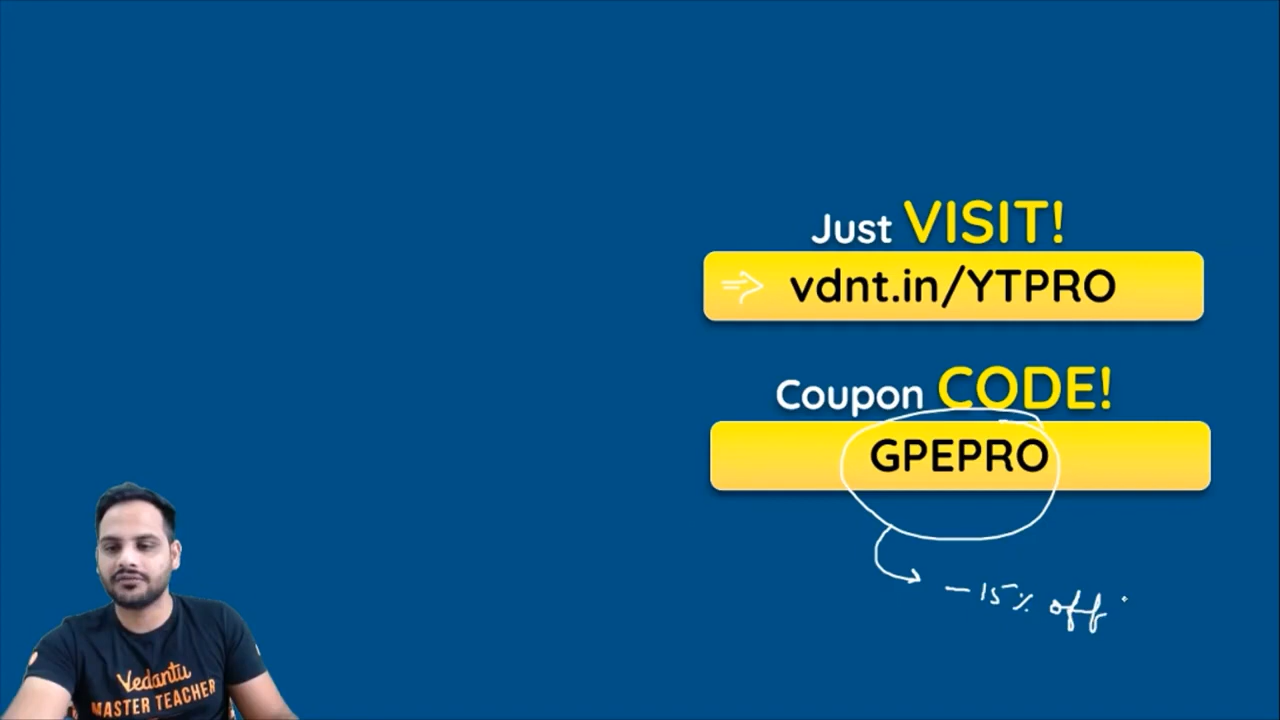 Just VISIT!
⇒ vdnt.in/YTPRO
Coupon CODE!
GPEPRO
– 15% off
Vedantu
MASTER TEACHER